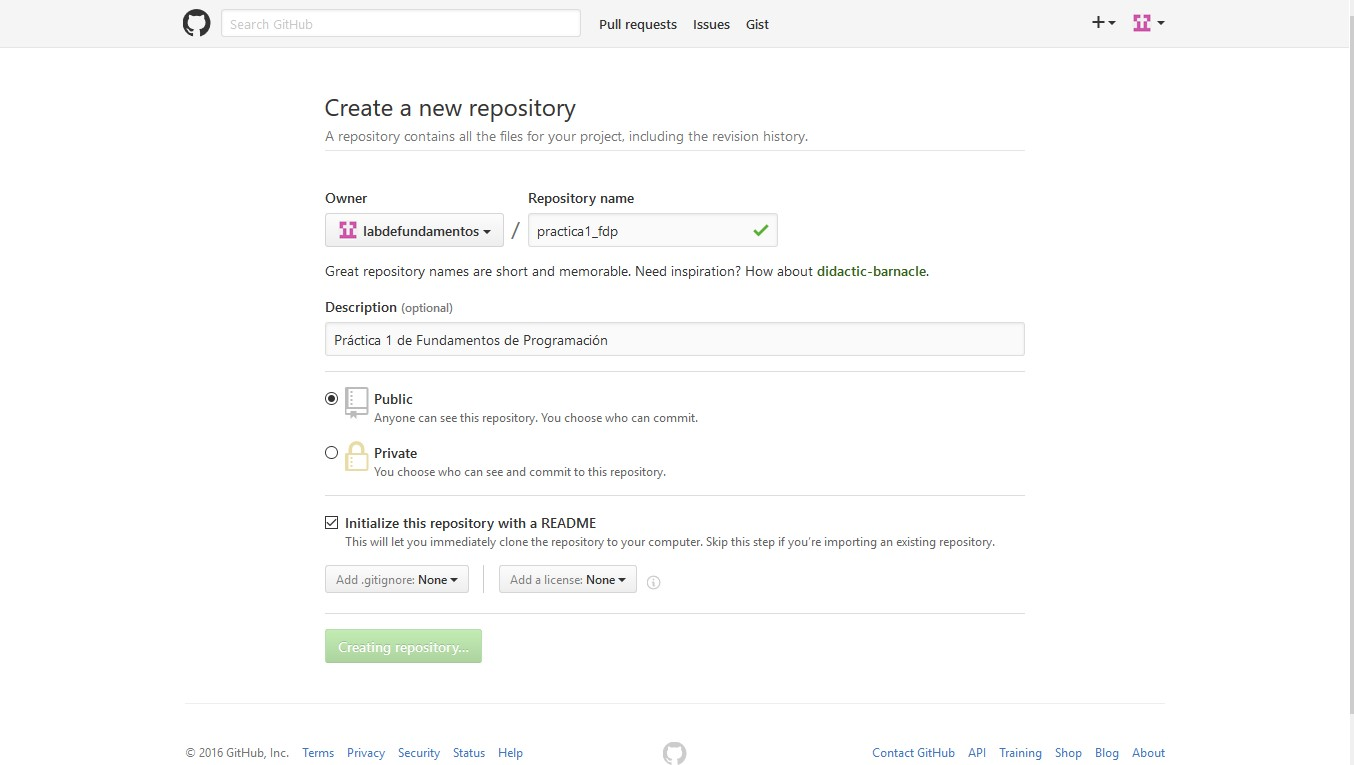 Search GitHub Pull requests Issues Gist
Create a new repository
A repository contains all the files for your project, including the revision history.
Owner Repository name
labdefundamentos / practica1_fdp
Great repository names are short and memorable. Need inspiration? How about didactic-barnacle.
Description (optional)
Práctica 1 de Fundamentos de Programación
Public
Anyone can see this repository. You choose who can commit.
Private
You choose who can see and commit to this repository.
Initialize this repository with a README
This will let you immediately clone the repository to your computer. Skip this step if you’re importing an existing repository.
Add .gitignore: None Add a license: None
Creating repository...
© 2016 GitHub, Inc. Terms Privacy Security Status Help Contact GitHub API Training Shop Blog About